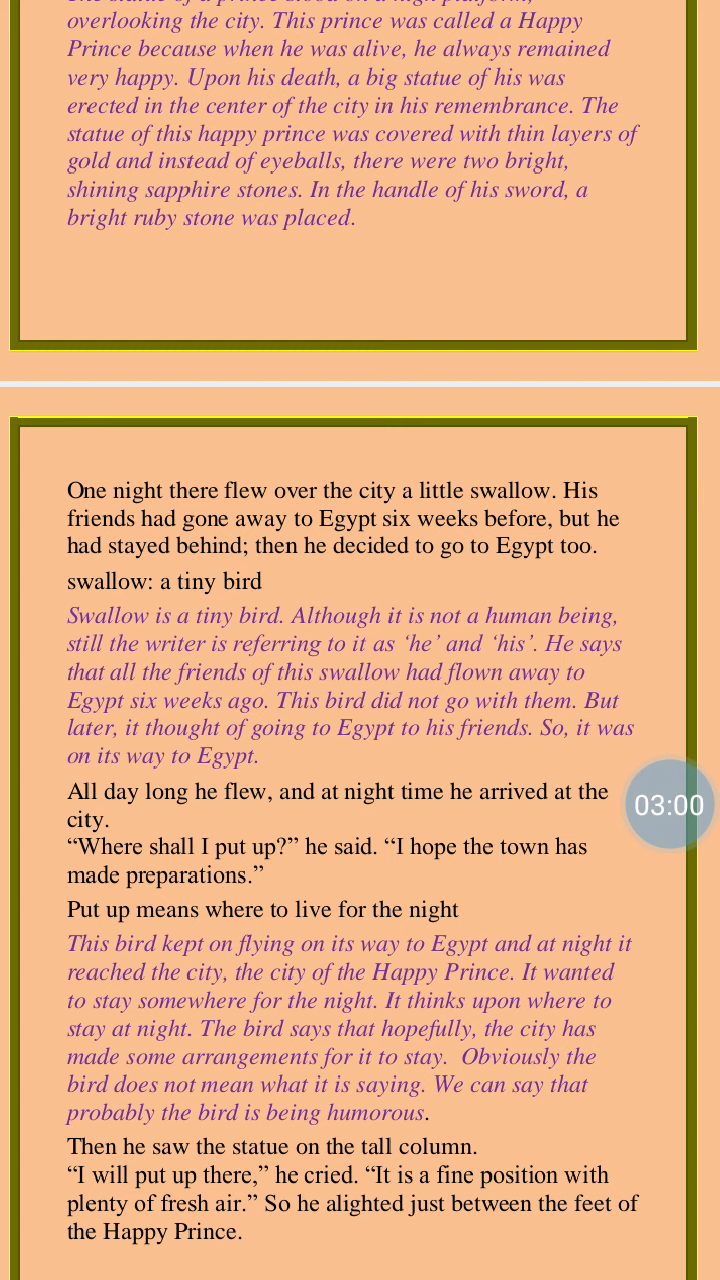 overlooking the city. This prince was called a Happy
Prince because when he was alive, he always remained
very happy. Upon his death, a big statue of his was
erected in the center of the city in his remembrance. The
statue of this happy prince was covered with thin layers of
gold and instead of eyeballs, there were two bright,
shining sapphire stones. In the handle of his sword, a
bright ruby stone was placed.
One night there flew over the city a little swallow. His
friends had gone away to Egypt six weeks before, but he
had stayed behind; then he decided to go to Egypt too.
swallow: a tiny bird
Swallow is a tiny bird. Although it is not a human being,
still the writer is referring to it as ‘he’ and ‘his’. He says
that all the friends of this swallow had flown away to
Egypt six weeks ago. This bird did not go with them. But
later, it thought of going to Egypt to his friends. So, it was
on its way to Egypt.
All day long he flew, and at night time he arrived at the
city.
03:00
“Where shall I put up?” he said. “I hope the town has
made preparations.”
Put up means where to live for the night
This bird kept on flying on its way to Egypt and at night it
reached the city, the city of the Happy Prince. It wanted
to stay somewhere for the night. It thinks upon where to
stay at night. The bird says that hopefully, the city has
made some arrangements for it to stay.  Obviously the
bird does not mean what it is saying. We can say that
probably the bird is being humorous.
Then he saw the statue on the tall column.
“I will put up there,” he cried. “It is a fine position with
plenty of fresh air.” So he alighted just between the feet of
the Happy Prince.